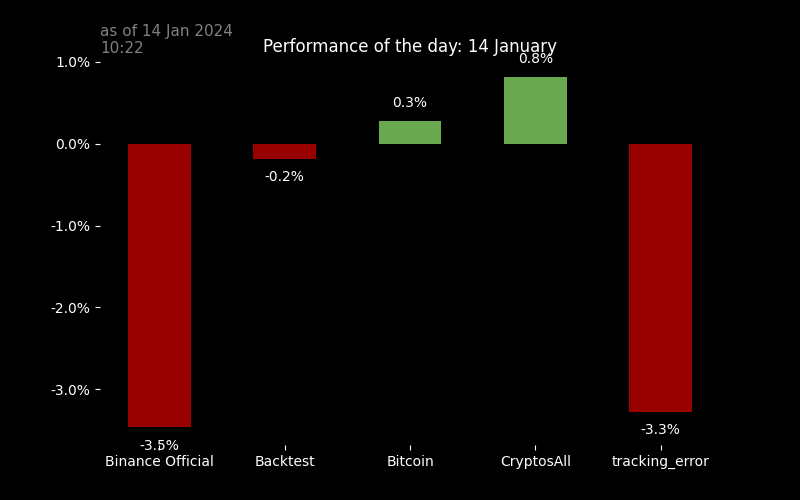 as of 14 Jan 2024
10:22
Performance of the day: 14 January
1.0%
0.0%
-1.0%
-2.0%
-3.0%
-3.5%
-0.2%
0.3%
0.8%
-3.3%
Binance Official
Backtest
Bitcoin
CryptosAll
tracking_error